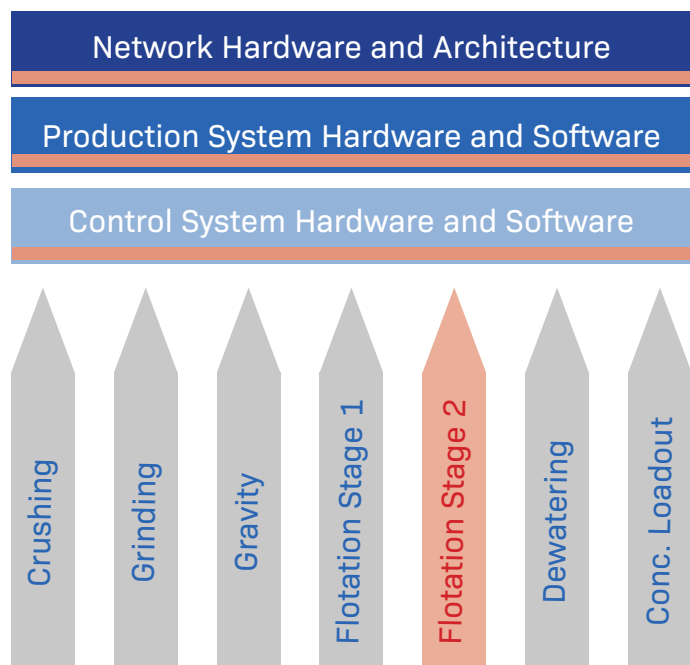 Network Hardware and Architecture
Production System Hardware and Software
Control System Hardware and Software
Crushing
Grinding
Gravity
Flotation Stage 1
Flotation Stage 2
Dewatering
Conc. Loadout